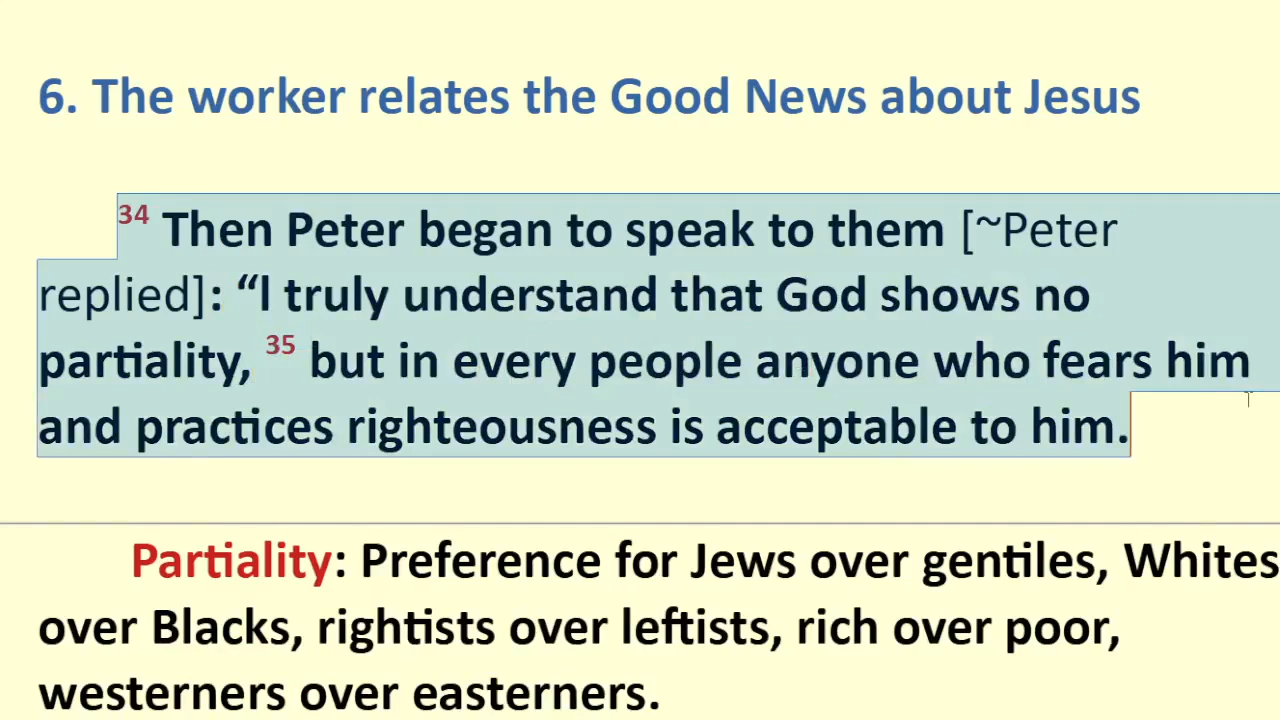 6. The worker relates the Good News about Jesus
34 Then Peter began to speak to them [~Peter
replied]: “I truly understand that God shows no
partiality, 35 but in every people anyone who fears him
and practices righteousness is acceptable to him.
Partiality: Preference for Jews over gentiles, Whites
over Blacks, rightists over leftists, rich over poor,
westerners over easterners.